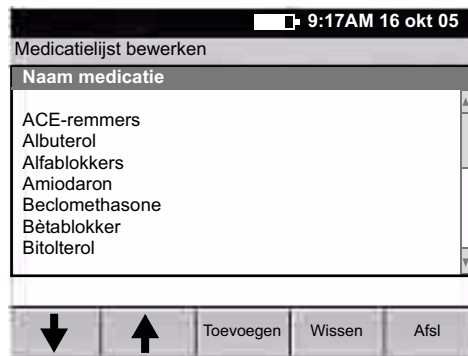 9:17AM 16 okt 05
Medicatielijst bewerken
Naam medicatie
ACE-remmers
Albuterol
Alfablokkers
Amiodaron
Beclomethasone
Bètablokker
Bitolterol
Toevoegen Wissen Afsl